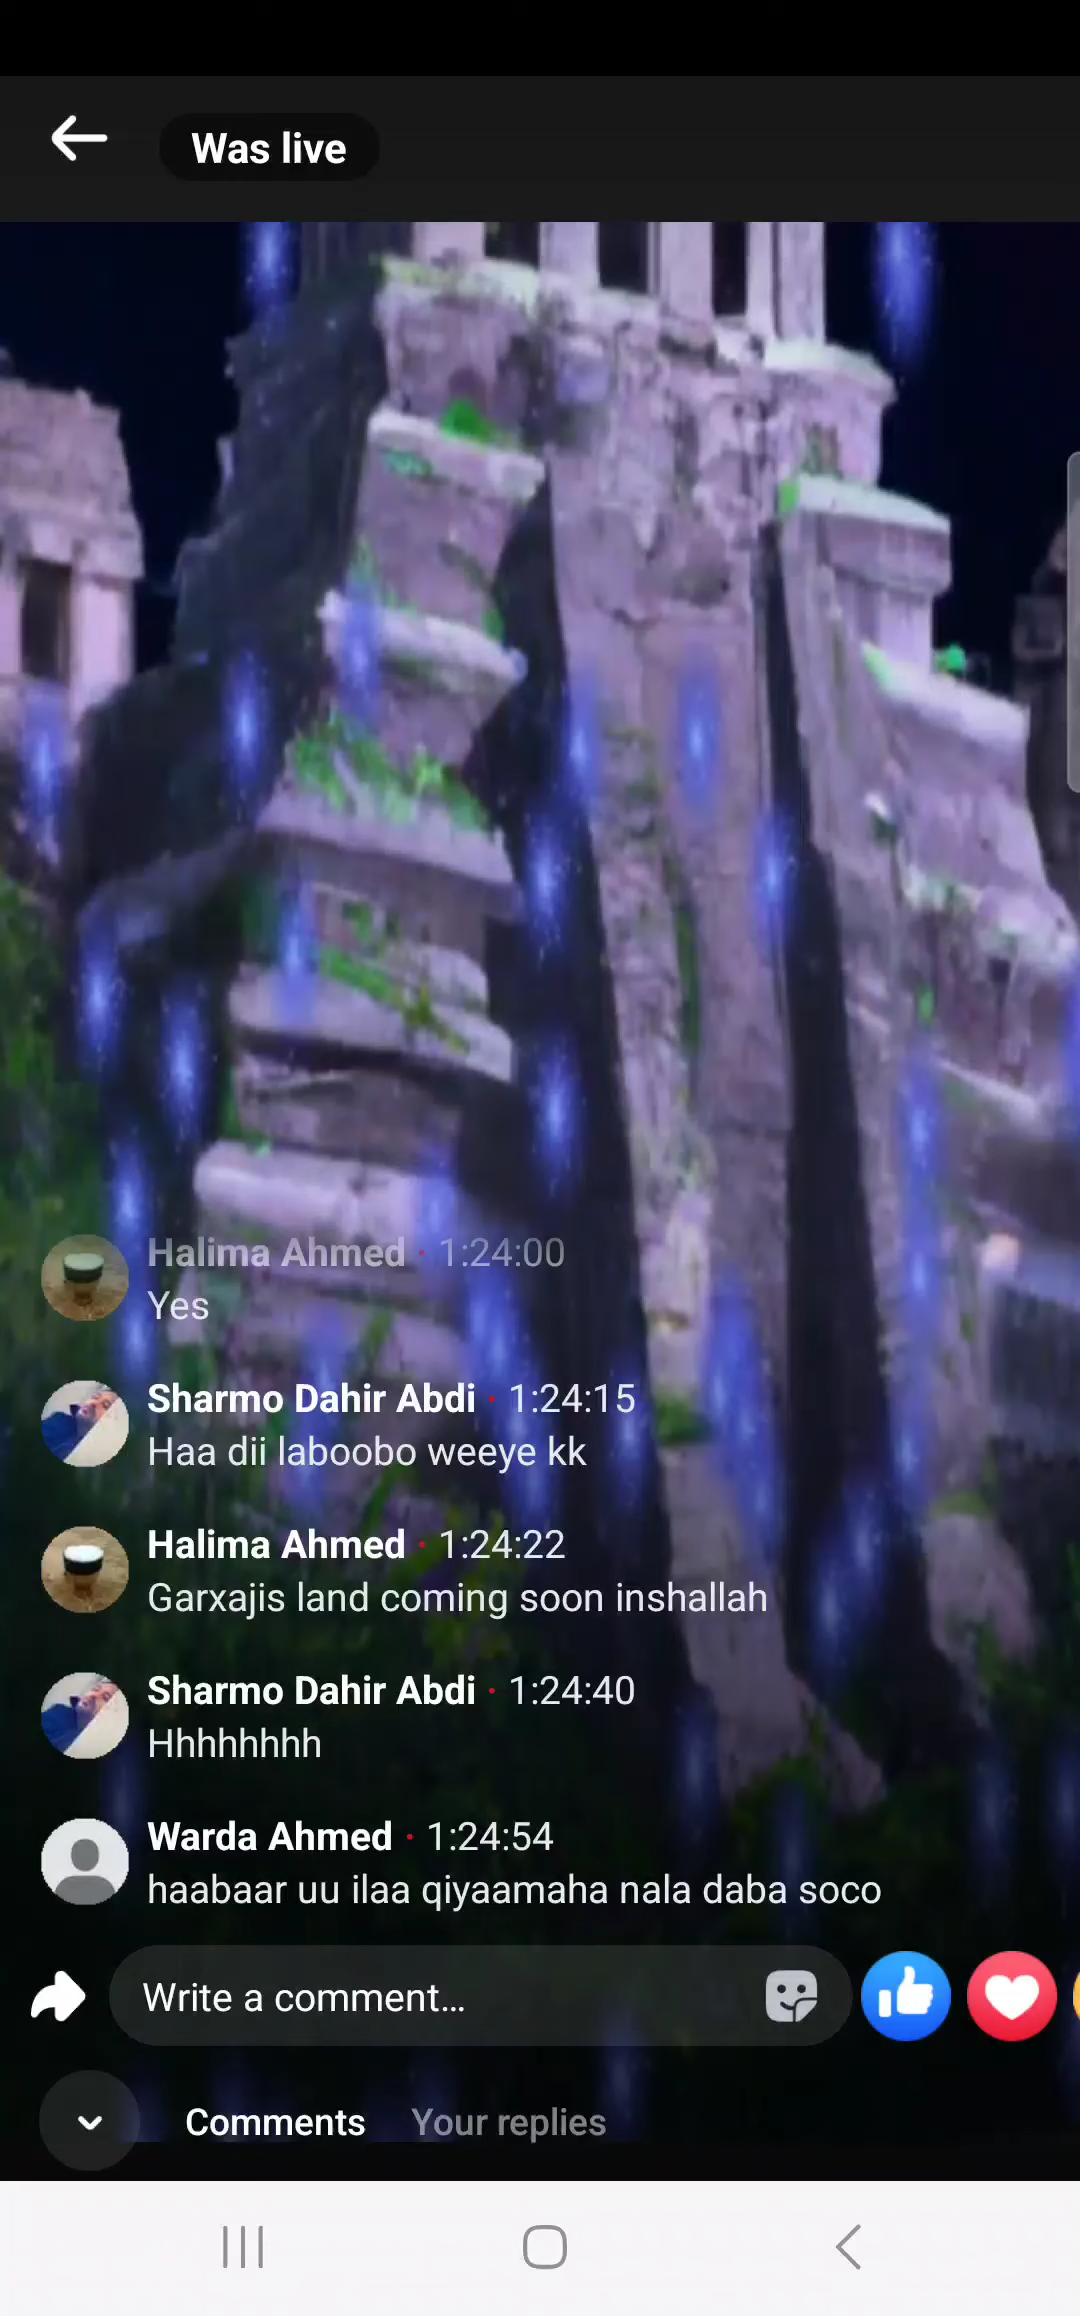 Was live
Halima Ahmed · 1:24:00
Yes
Sharmo Dahir Abdi · 1:24:15
Haa dii laboobo weeye kk
Halima Ahmed · 1:24:22
Garxajis land coming soon inshallah
Sharmo Dahir Abdi · 1:24:40
Hhhhhhhh
Warda Ahmed · 1:24:54
haabaar uu ilaa qiyaamaha nala daba soco
Write a comment...
Comments Your replies